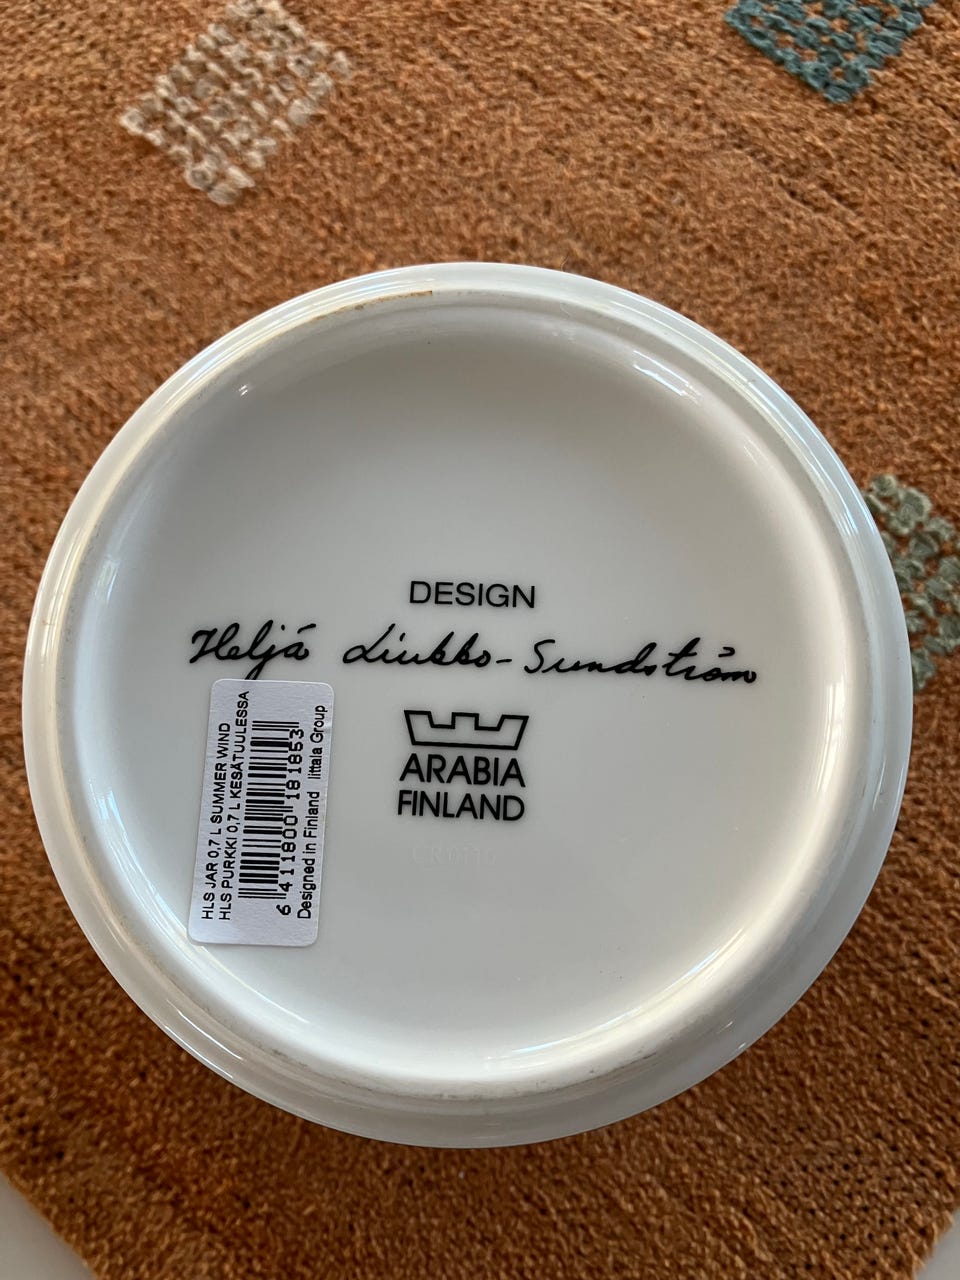 DESIGN
Heljá Liukko-Sundström
ARABIA
FINLAND
HLS JAR 0,7 L SUMMER WIND
HLS PURKKI 0,7 L KESÄTUULESSA
6 411800 181853
Designed in Finland Iittala Group